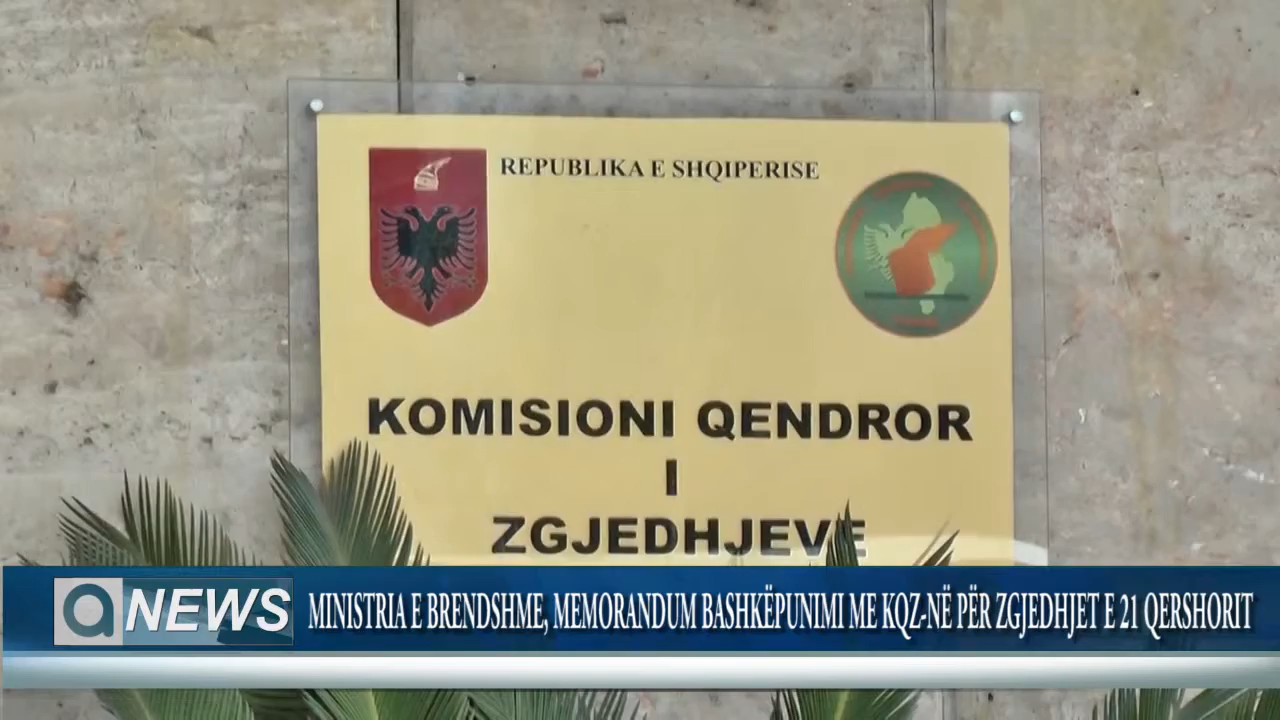 REPUBLIKA E SHQIPERISE
KOMISIONI QENDROR
I
ZGJEDHJEVE
a NEWS
MINISTRIA E BRENDSHME, MEMORANDUM BASHKËPUNIMI ME KQZ-NË PËR ZGJEDHJET E 21 QERSHORIT